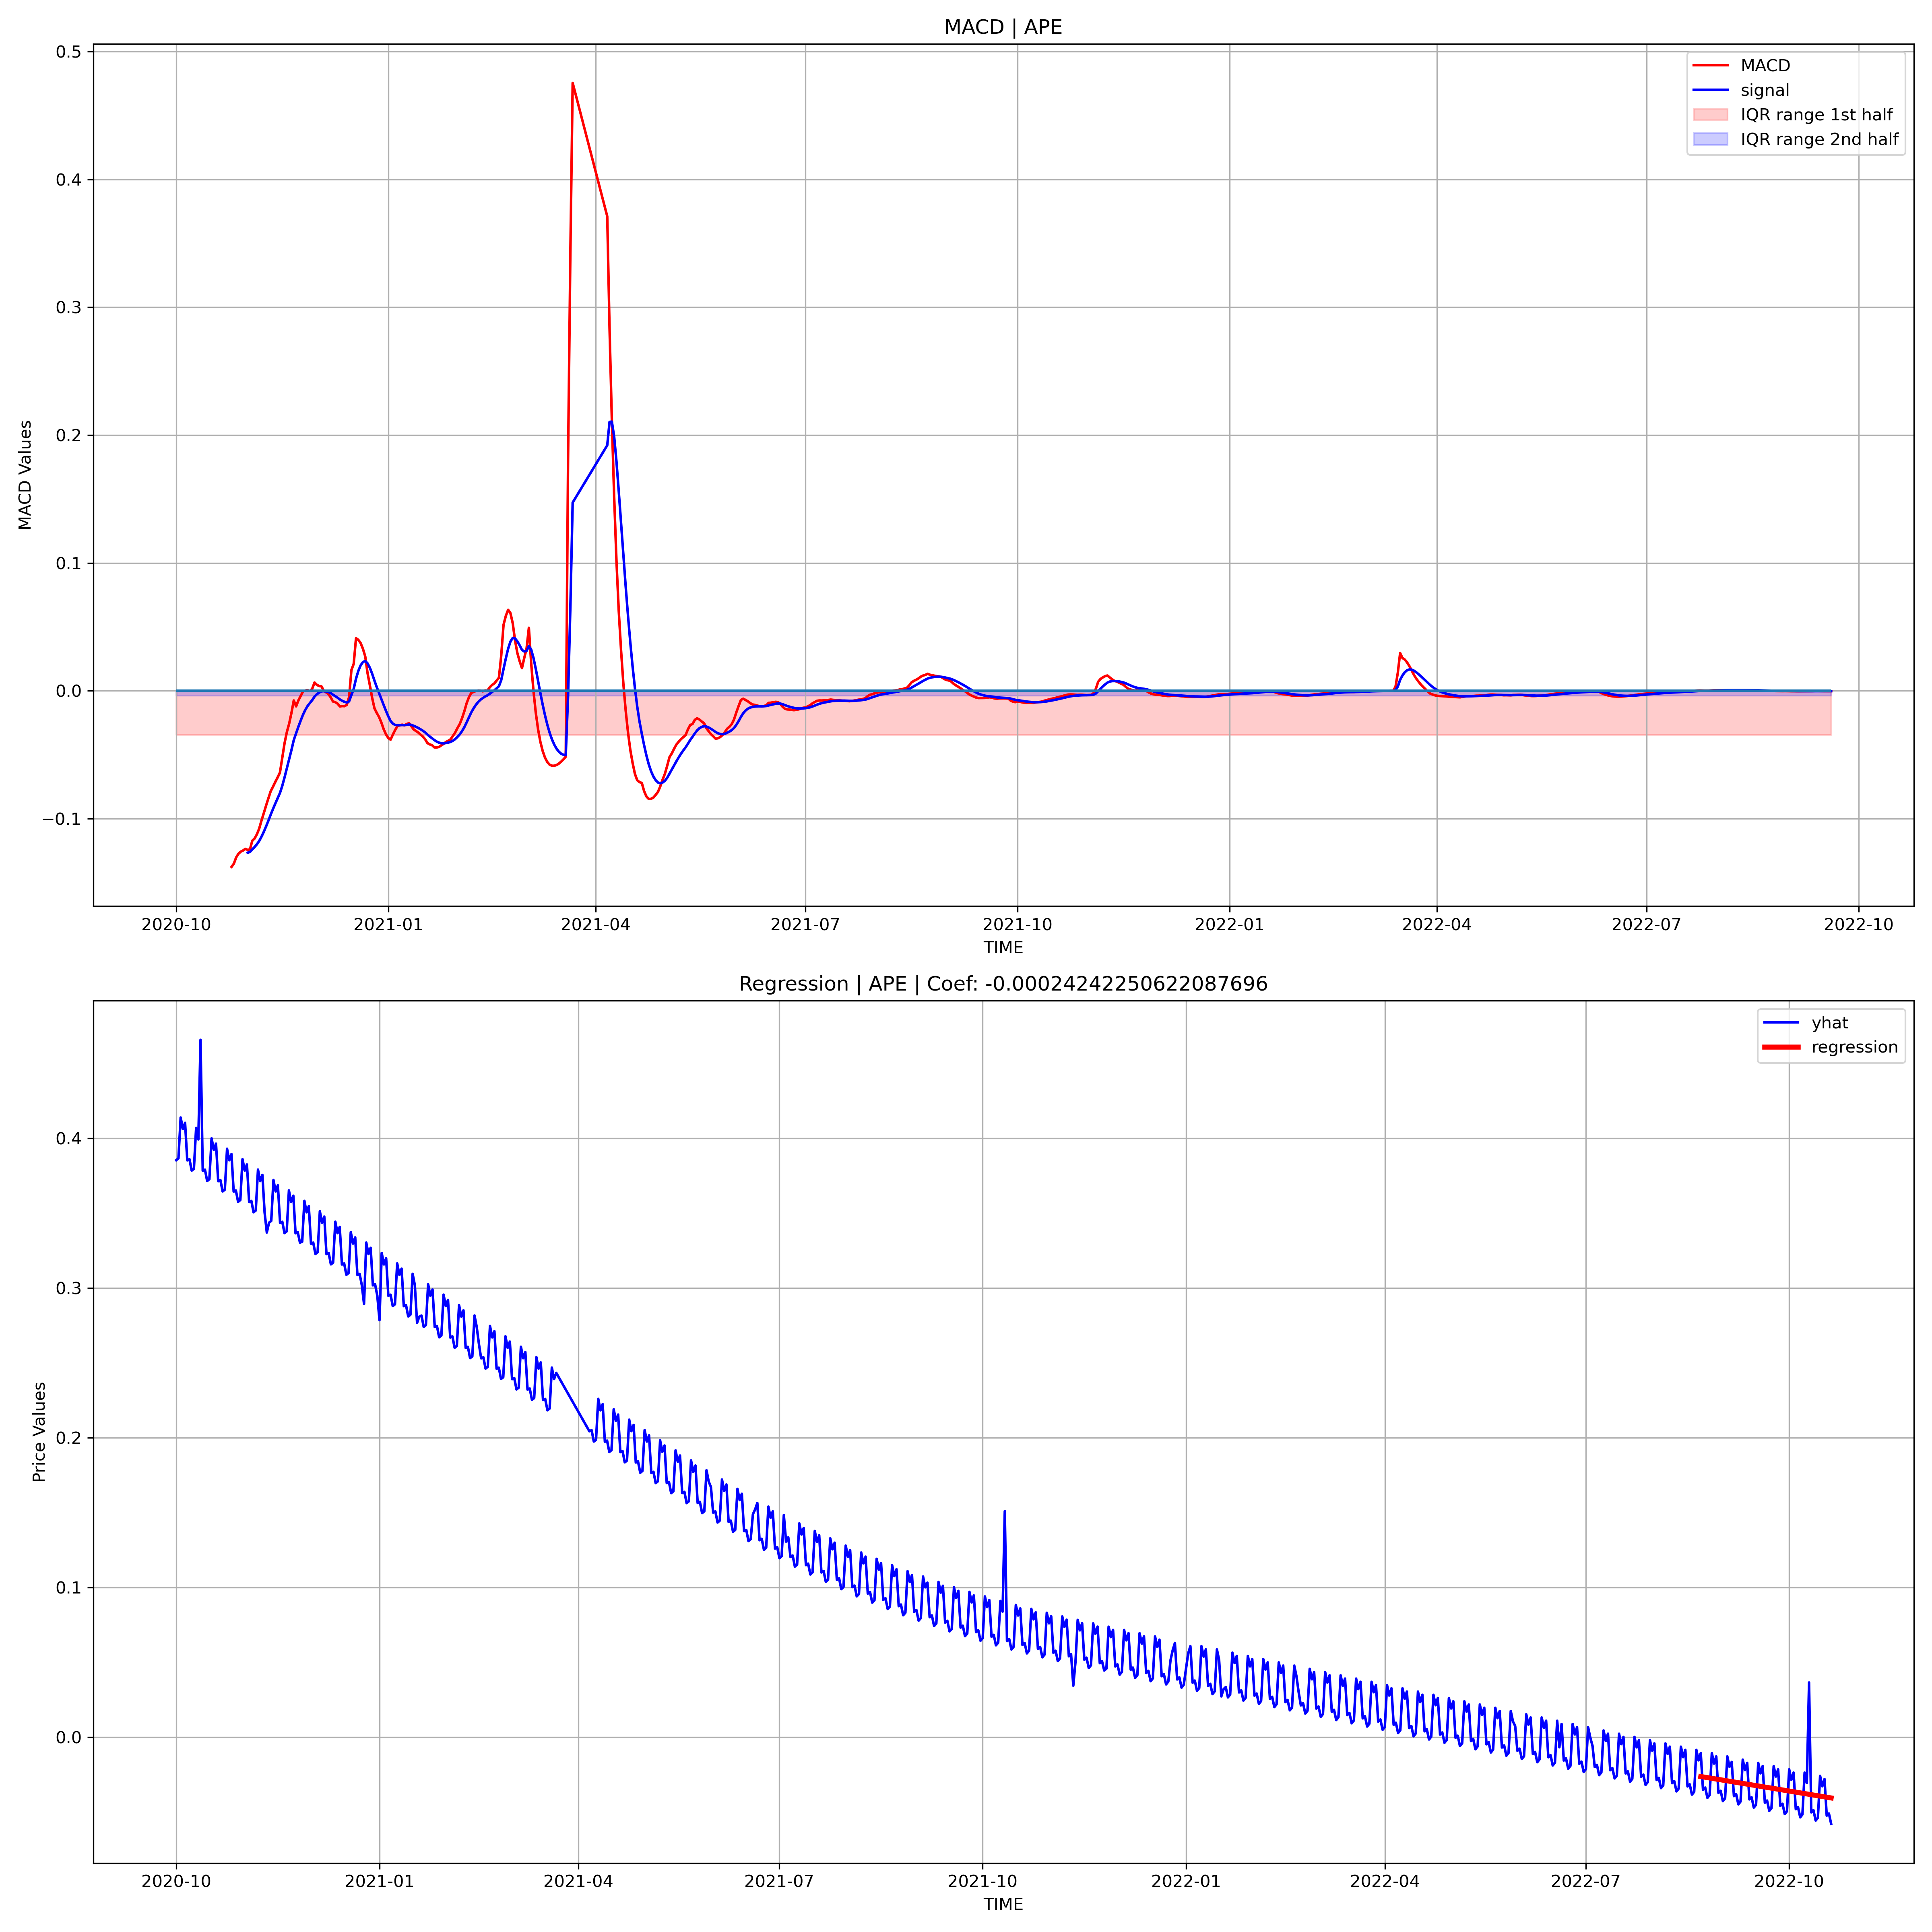 MACD | APE
0.5
0.4
0.3
0.2
0.1
0.0
−0.1
MACD Values
MACD
signal
IQR range 1st half
IQR range 2nd half
2020-10 2021-01 2021-04 2021-07 2021-10 2022-01 2022-04 2022-07 2022-10
TIME
Regression | APE | Coef: -0.00024242250622087696
0.4
0.3
0.2
0.1
0.0
Price Values
yhat
regression
2020-10 2021-01 2021-04 2021-07 2021-10 2022-01 2022-04 2022-07 2022-10
TIME